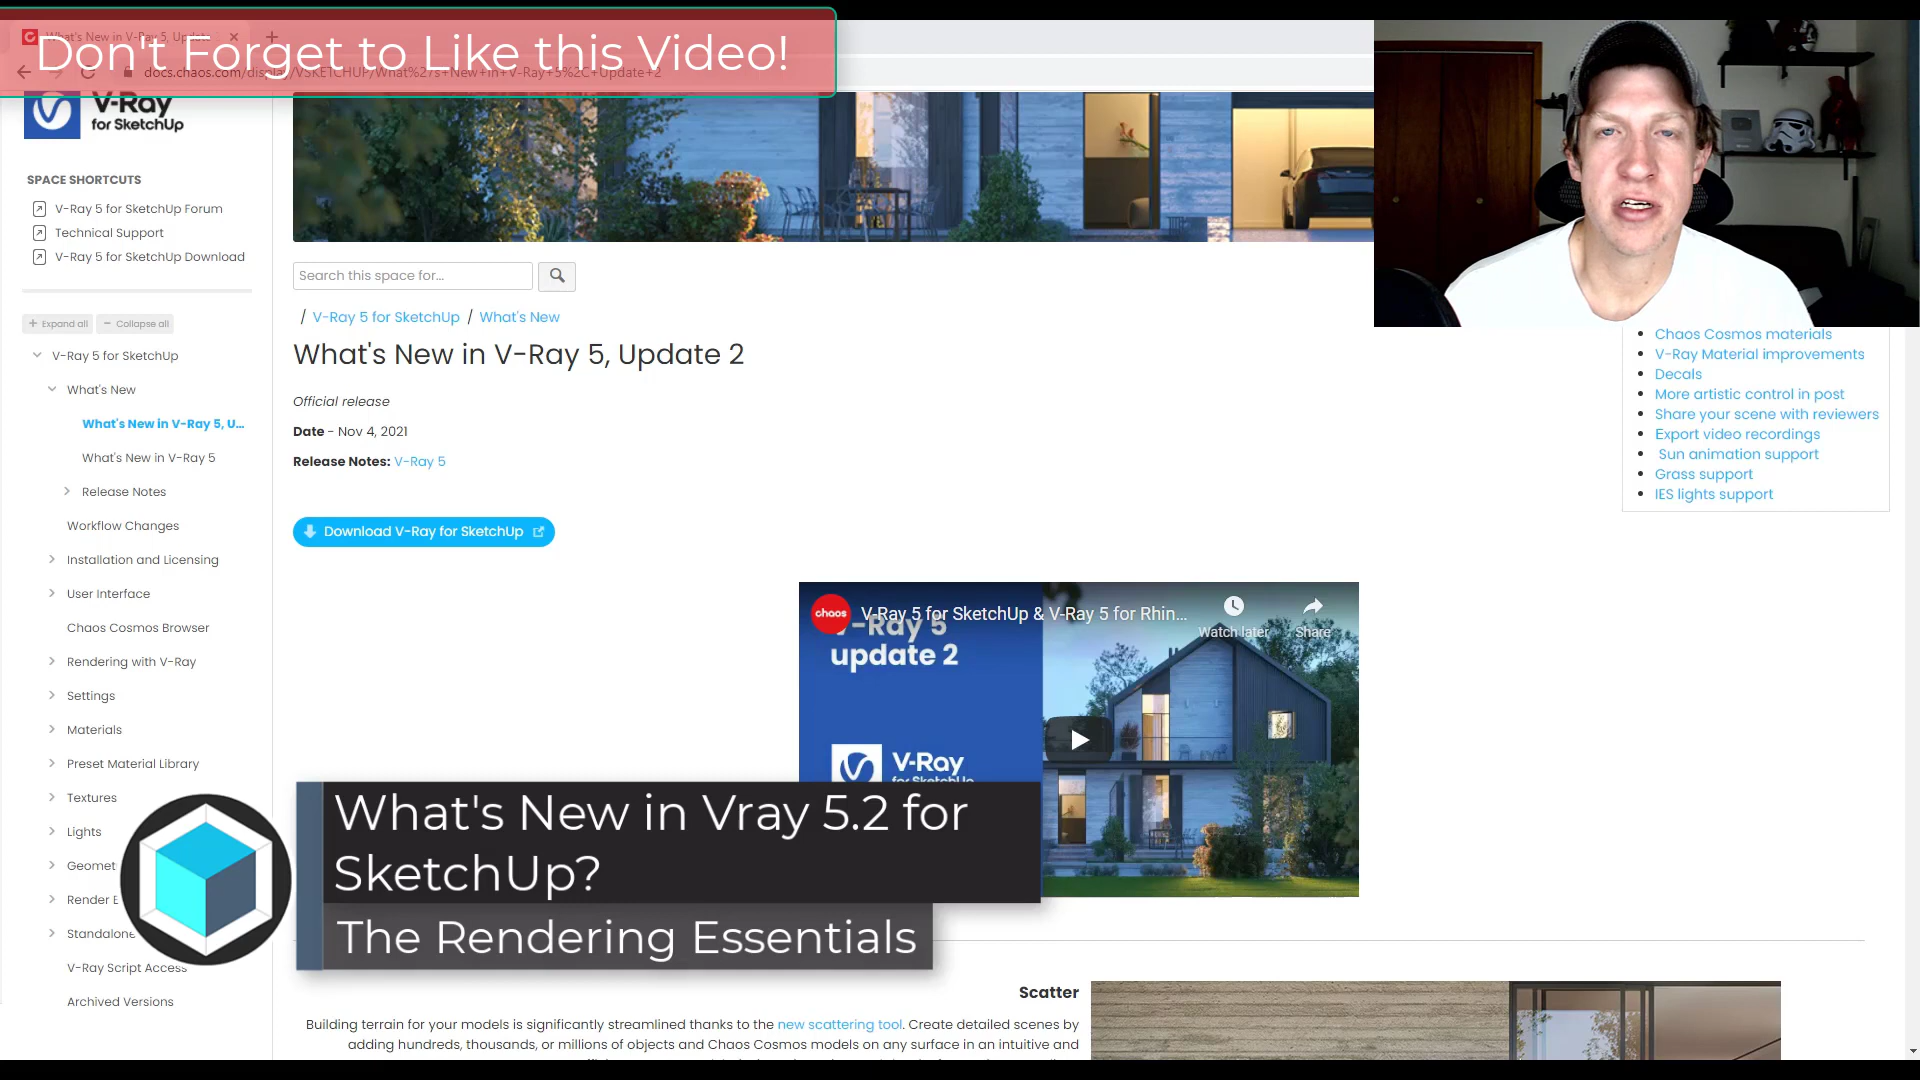 Don't Forget to Like this Video!
What's New in V-Ray 5, Update
docs.chaos.com/display/VSKETCHUP/What%27s+New+in+V-Ray+5%2C+Update+2
V-Ray
for SketchUp
SPACE SHORTCUTS
V-Ray 5 for SketchUp Forum
Technical Support
V-Ray 5 for SketchUp Download
Expand all
Collapse all
V-Ray 5 for SketchUp
What's New
What's New in V-Ray 5, U...
What's New in V-Ray 5
Release Notes
Workflow Changes
Installation and Licensing
User Interface
Chaos Cosmos Browser
Rendering with V-Ray
Settings
Materials
Preset Material Library
Textures
Lights
Geomet
Render E
Standalone
V-Ray Script Access
Archived Versions
Search this space for...
/ V-Ray 5 for SketchUp / What's New
What's New in V-Ray 5, Update 2
Official release
Date - Nov 4, 2021
Release Notes: V-Ray 5
Download V-Ray for SketchUp
Chaos Cosmos materials
V-Ray Material improvements
Decals
More artistic control in post
Share your scene with reviewers
Export video recordings
Sun animation support
Grass support
IES lights support
chaos
V-Ray 5 for SketchUp & V-Ray 5 for Rhin...
Watch later
Share
V-Ray 5
update 2
V-Ray
for SketchUp
What's New in Vray 5.2 for
SketchUp?
The Rendering Essentials
Scatter
Building terrain for your models is significantly streamlined thanks to the new scattering tool. Create detailed scenes by
adding hundreds, thousands, or millions of objects and Chaos Cosmos models on any surface in an intuitive and